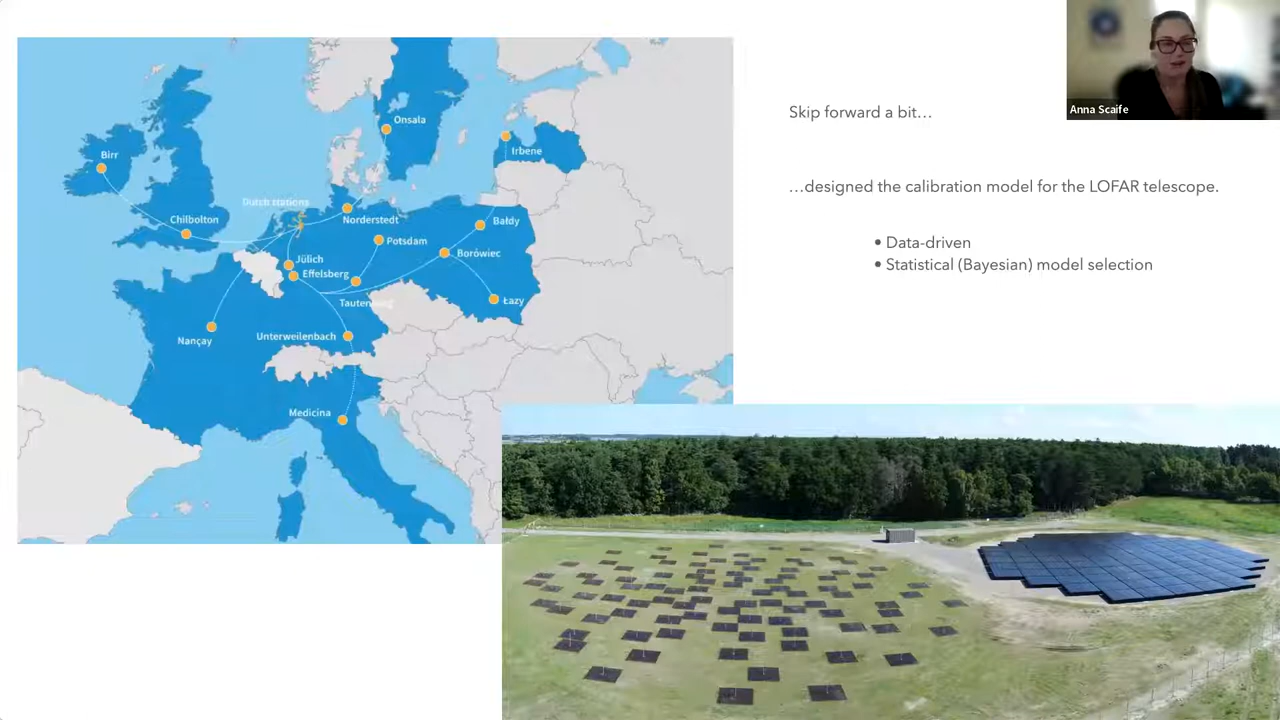 Onsala
Irbene
Birr
Dutch stations
Chilbolton
Norderstedt
Bałdy
Potsdam
Borówiec
Jülich
Effelsberg
Łazy
Nançay
Unterweilenbach
Medicina
Skip forward a bit…
…designed the calibration model for the LOFAR telescope.
• Data-driven
• Statistical (Bayesian) model selection
Anna Scaife